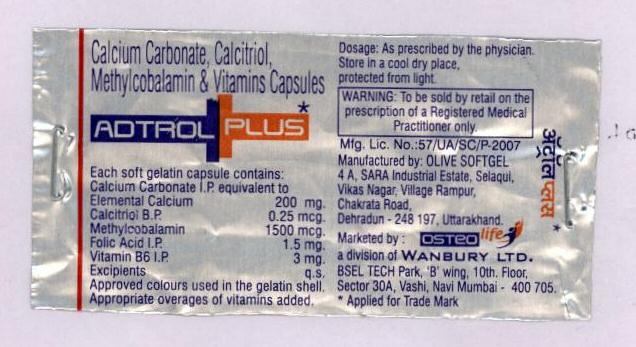 Calcium Carbonate, Calcitriol,
Methylcobalamin & Vitamins Capsules
ADTROL PLUS*
Each soft gelatin capsule contains:
Calcium Carbonate I.P. equivalent to
Elemental Calcium 200 mg.
Calcitriol B.P. 0.25 mcg.
Methylcobalamin 1500 mcg.
Folic Acid I.P. 1.5 mg.
Vitamin B6 I.P. 3 mg.
Excipients q.s.
Approved colours used in the gelatin shell.
Appropriate overages of vitamins added.
Dosage: As prescribed by the physician.
Store in a cool dry place,
protected from light.
WARNING: To be sold by retail on the
prescription of a Registered Medical
Practitioner only.
Mfg. Lic. No.:57/UA/SC/P-2007
Manufactured by: OLIVE SOFTGEL
4 A, SARA Industrial Estate, Selaqui,
Vikas Nagar, Village Rampur,
Chakrata Road,
Dehradun - 248 197, Uttarakhand.
Marketed by : OSTEO life
a division of WANBURY LTD.
BSEL TECH Park, 'B' wing, 10th. Floor,
Sector 30A, Vashi, Navi Mumbai - 400 705.
* Applied for Trade Mark
प्लस *